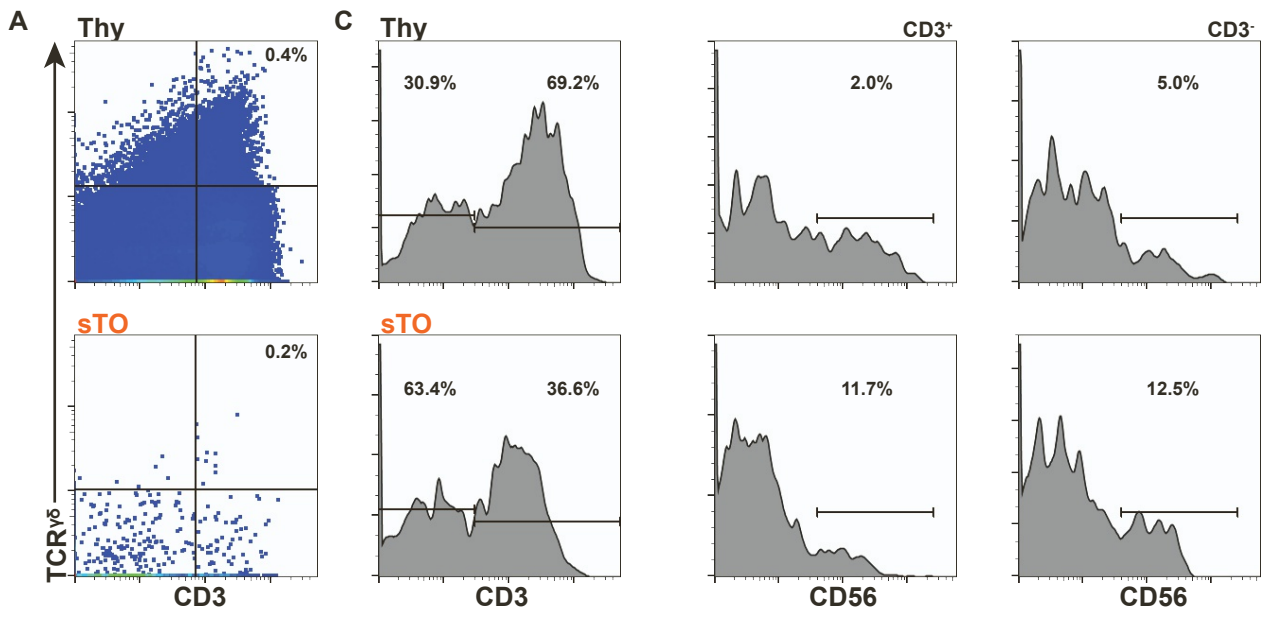 A
Thy
0.4%
sTO
0.2%
TCRγδ
CD3
C
Thy
30.9%
69.2%
CD3⁺
2.0%
CD3⁻
5.0%
sTO
63.4%
36.6%
11.7%
12.5%
CD3
CD56
CD56